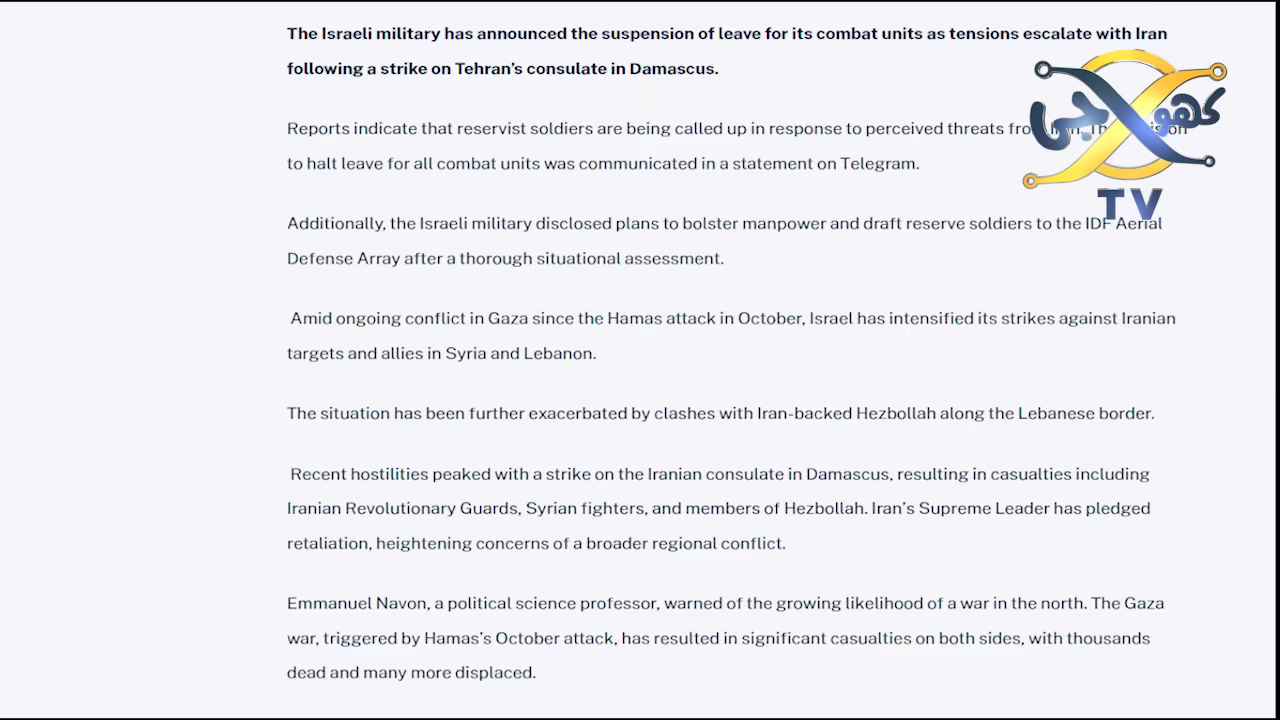 The Israeli military has announced the suspension of leave for its combat units as tensions escalate with Iran
following a strike on Tehran’s consulate in Damascus.
Reports indicate that reservist soldiers are being called up in response to perceived threats from Iran. The
to halt leave for all combat units was communicated in a statement on Telegram.
کھوجی
TV
Additionally, the Israeli military disclosed plans to bolster manpower and draft reserve soldiers to the IDF Aerial
Defense Array after a thorough situational assessment.
Amid ongoing conflict in Gaza since the Hamas attack in October, Israel has intensified its strikes against Iranian
targets and allies in Syria and Lebanon.
The situation has been further exacerbated by clashes with Iran-backed Hezbollah along the Lebanese border.
Recent hostilities peaked with a strike on the Iranian consulate in Damascus, resulting in casualties including
Iranian Revolutionary Guards, Syrian fighters, and members of Hezbollah. Iran’s Supreme Leader has pledged
retaliation, heightening concerns of a broader regional conflict.
Emmanuel Navon, a political science professor, warned of the growing likelihood of a war in the north. The Gaza
war, triggered by Hamas’s October attack, has resulted in significant casualties on both sides, with thousands
dead and many more displaced.